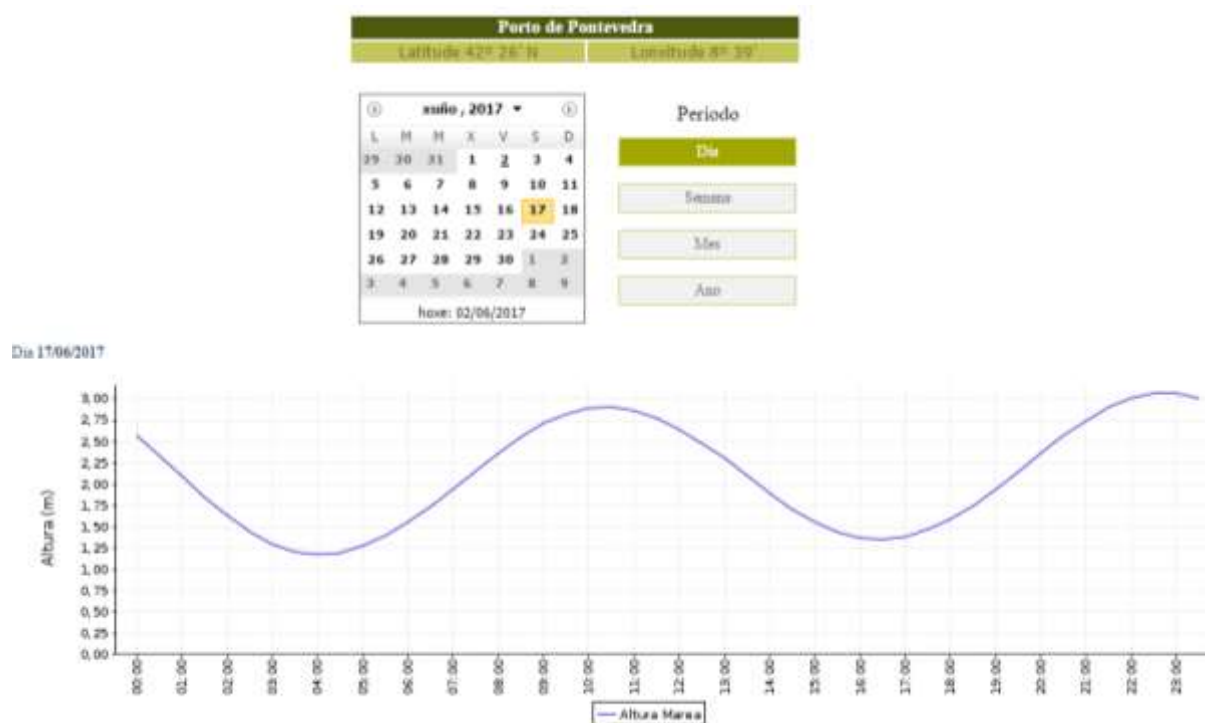 Porto de Pontevedra
Latitude 42º 26' N Lonxitude 8º 39'
xuño , 2017
L M M X V S D
29 30 31 1 2 3 4
5 6 7 8 9 10 11
12 13 14 15 16 17 18
19 20 21 22 23 24 25
26 27 28 29 30 1 2
3 4 5 6 7 8 9
hoxe: 02/06/2017
Periodo
Día
Semana
Mes
Ano
Día 17/06/2017
Altura (m)
3,00
2,75
2,50
2,25
2,00
1,75
1,50
1,25
1,00
0,75
0,50
0,25
0,00
00:00 01:00 02:00 03:00 04:00 05:00 06:00 07:00 08:00 09:00 10:00 11:00 12:00 13:00 14:00 15:00 16:00 17:00 18:00 19:00 20:00 21:00 22:00 23:00
Altura Marea